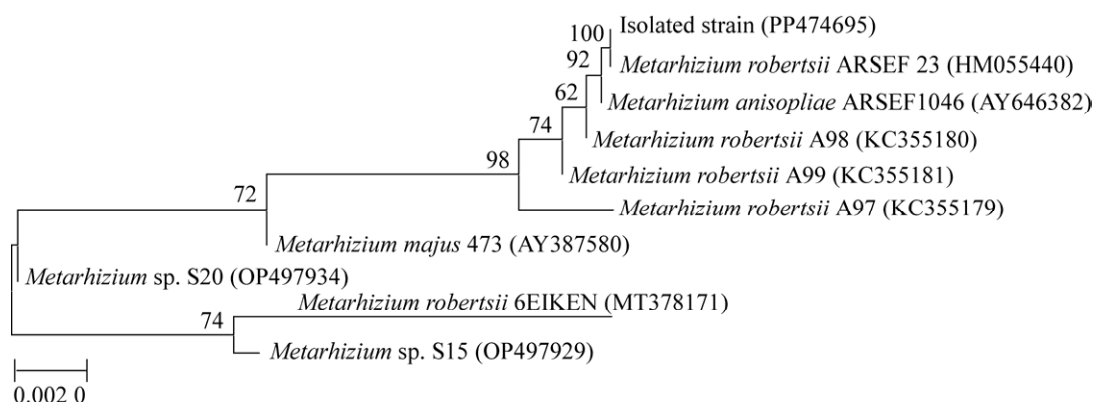 Isolated strain (PP474695)
100
Metarhizium robertsii ARSEF 23 (HM055440)
92
Metarhizium anisopliae ARSEF1046 (AY646382)
62
Metarhizium robertsii A98 (KC355180)
74
Metarhizium robertsii A99 (KC355181)
98
Metarhizium robertsii A97 (KC355179)
72
Metarhizium majus 473 (AY387580)
Metarhizium sp. S20 (OP497934)
Metarhizium robertsii 6EIKEN (MT378171)
74
Metarhizium sp. S15 (OP497929)
0.002 0